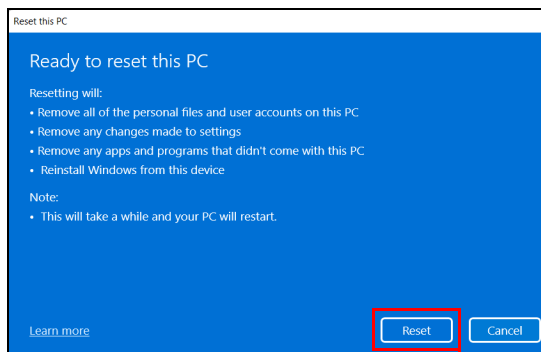 Reset this PC
Ready to reset this PC
Resetting will:
• Remove all of the personal files and user accounts on this PC
• Remove any changes made to settings
• Remove any apps and programs that didn't come with this PC
• Reinstall Windows from this device
Note:
• This will take a while and your PC will restart.
Learn more
Reset
Cancel